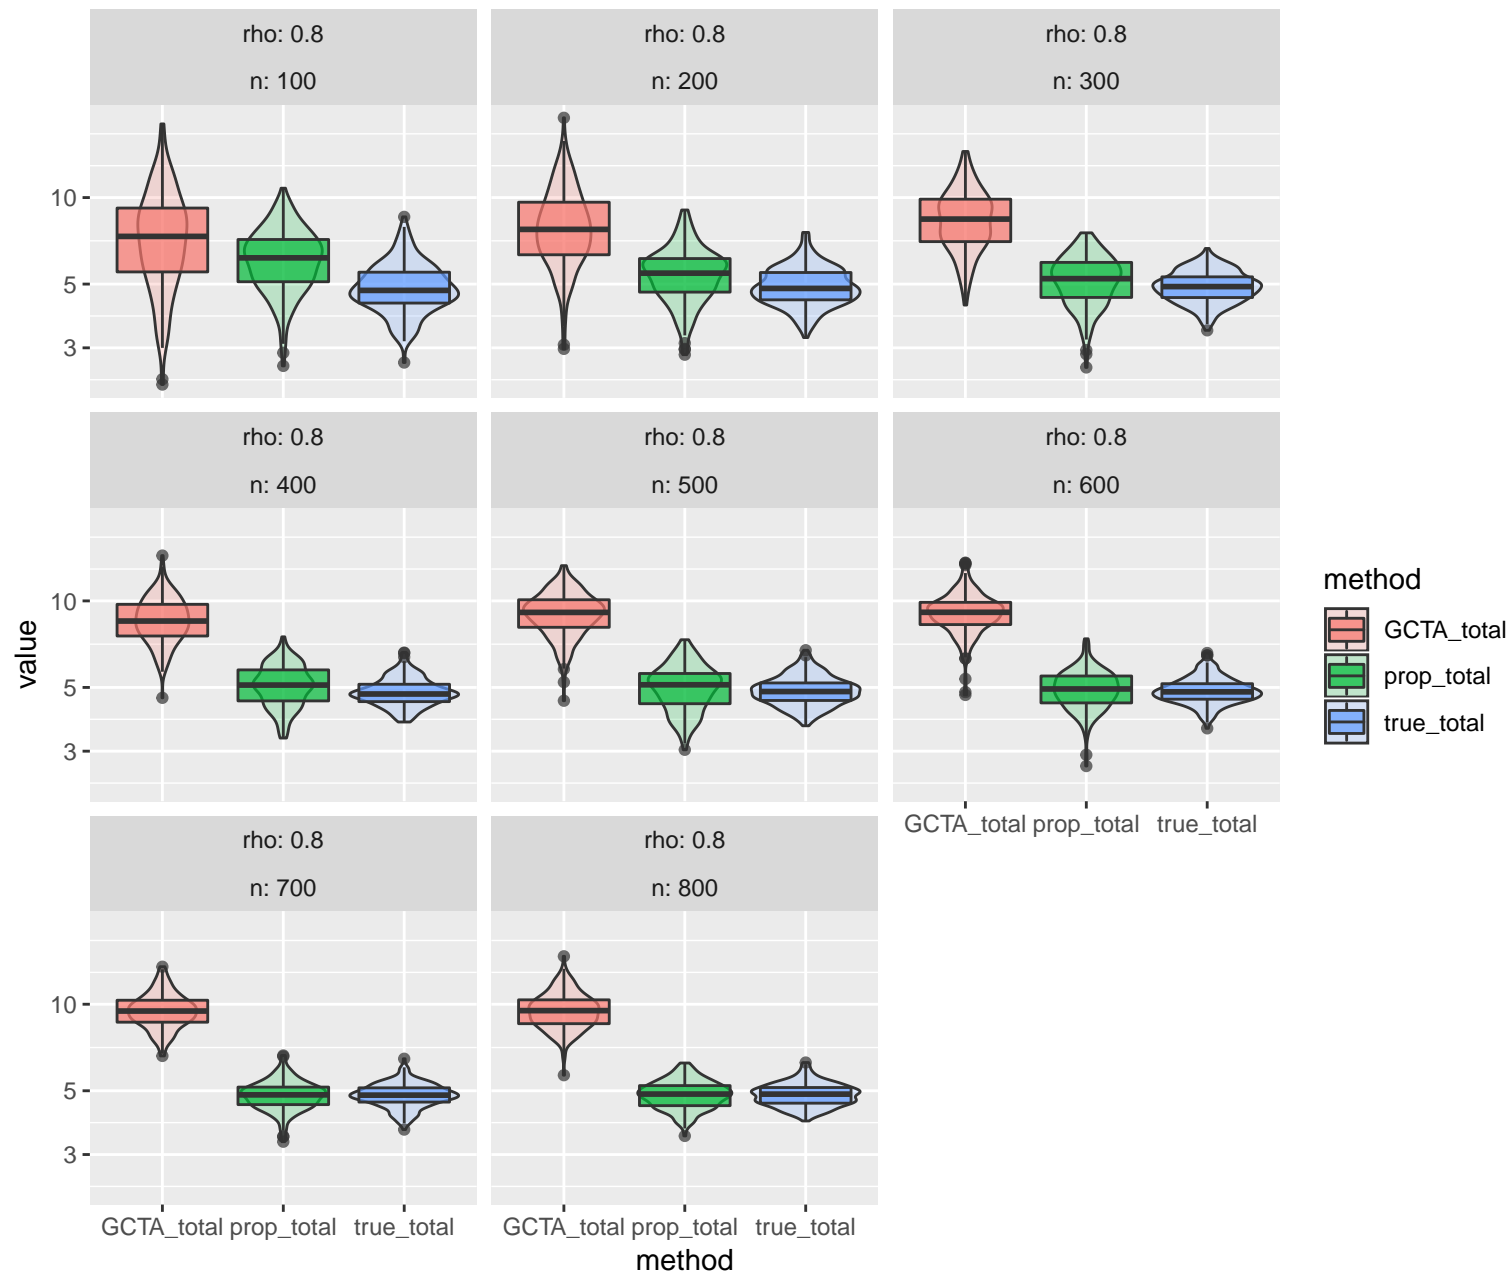 rho: 0.8
n: 100
rho: 0.8
n: 200
rho: 0.8
n: 300
10
5
3
rho: 0.8
n: 400
rho: 0.8
n: 500
rho: 0.8
n: 600
10
5
3
GCTA_total prop_total true_total
rho: 0.8
n: 700
rho: 0.8
n: 800
10
5
3
GCTA_total prop_total true_total
GCTA_total prop_total true_total
method
value
method
GCTA_total
prop_total
true_total